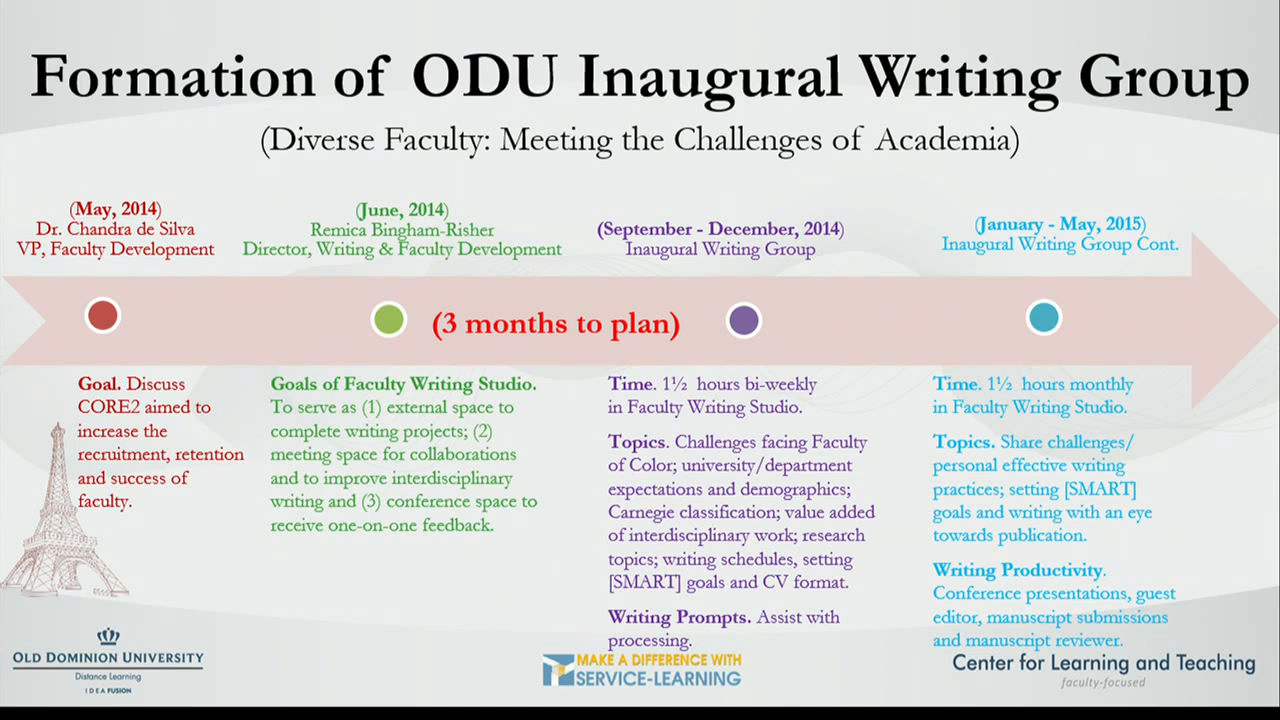 Formation of ODU Inaugural Writing Group
(Diverse Faculty: Meeting the Challenges of Academia)
(May, 2014)
Dr. Chandra de Silva
VP, Faculty Development
(June, 2014)
Remica Bingham-Risher
Director, Writing & Faculty Development
(September - December, 2014)
Inaugural Writing Group
(January - May, 2015)
Inaugural Writing Group Cont.
(3 months to plan)
Goal. Discuss
CORE2 aimed to
increase the
recruitment, retention
and success of
faculty.
Goals of Faculty Writing Studio.
To serve as (1) external space to
complete writing projects; (2)
meeting space for collaborations
and to improve interdisciplinary
writing and (3) conference space to
receive one-on-one feedback.
Time. 1½ hours bi-weekly
in Faculty Writing Studio.
Topics. Challenges facing Faculty
of Color; university/department
expectations and demographics;
Carnegie classification; value added
of interdisciplinary work; research
topics; writing schedules, setting
[SMART] goals and CV format.
Writing Prompts. Assist with
processing.
Time. 1½ hours monthly
in Faculty Writing Studio.
Topics. Share challenges/
personal effective writing
practices; setting [SMART]
goals and writing with an eye
towards publication.
Writing Productivity.
Conference presentations, guest
editor, manuscript submissions
and manuscript reviewer.
OLD DOMINION UNIVERSITY
Distance Learning
IDEA FUSION
MAKE A DIFFERENCE WITH
SERVICE-LEARNING
Center for Learning and Teaching
faculty-focused